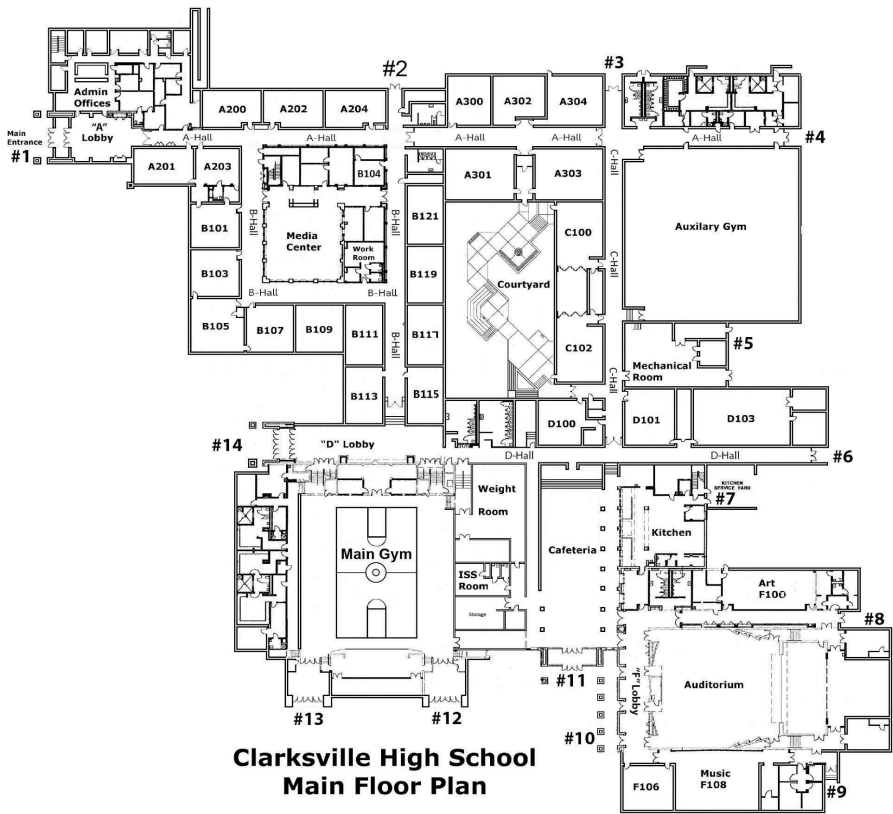 #2
#3
Admin
Offices
A200
A202
A204
A300
A302
A304
Main
Entrance
#1
"A"
Lobby
A-Hall
A-Hall
A-Hall
A-Hall
A-Hall
#4
A201
A203
B104
A301
A303
C-Hall
B-Hall
B-Hall
B101
Media
Center
B121
C100
Auxilary Gym
Work
Room
B103
B119
Courtyard
C-Hall
B-Hall
B-Hall
B105
B107
B109
B111
B-Hall
B117
C102
#5
Mechanical
Room
C-Hall
B113
B115
D100
D101
D103
#14
"D" Lobby
D-Hall
D-Hall
#6
Weight
Room
KITCHEN
SERVICE YARD
#7
Kitchen
Main Gym
Cafeteria
ISS
Room
Art
F100
Storage
#8
"F" Lobby
Auditorium
#11
#13
#12
#10
Clarksville High School
Main Floor Plan
F106
Music
F108
#9